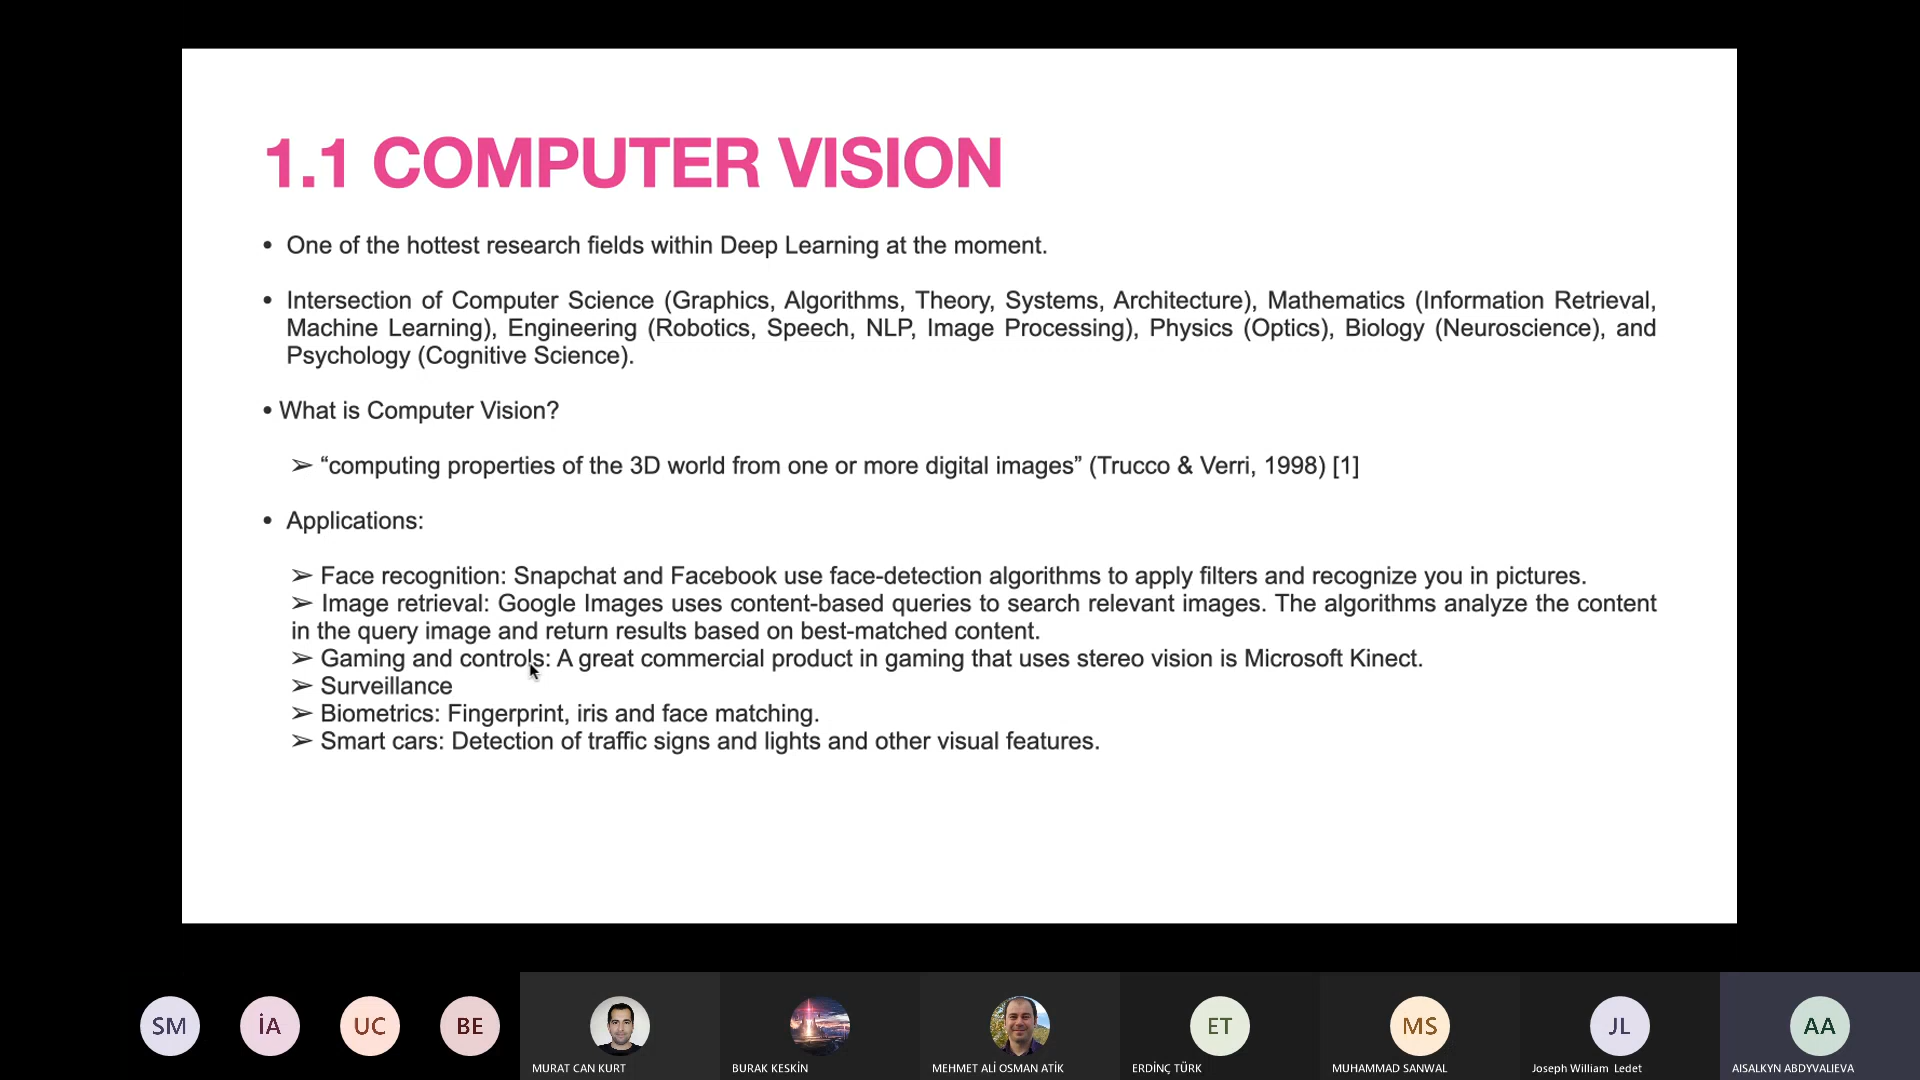 1.1 COMPUTER VISION
• One of the hottest research fields within Deep Learning at the moment.
• Intersection of Computer Science (Graphics, Algorithms, Theory, Systems, Architecture), Mathematics (Information Retrieval,
Machine Learning), Engineering (Robotics, Speech, NLP, Image Processing), Physics (Optics), Biology (Neuroscience), and
Psychology (Cognitive Science).
• What is Computer Vision?
➢ “computing properties of the 3D world from one or more digital images” (Trucco & Verri, 1998) [1]
• Applications:
➢ Face recognition: Snapchat and Facebook use face-detection algorithms to apply filters and recognize you in pictures.
➢ Image retrieval: Google Images uses content-based queries to search relevant images. The algorithms analyze the content
in the query image and return results based on best-matched content.
➢ Gaming and controls: A great commercial product in gaming that uses stereo vision is Microsoft Kinect.
➢ Surveillance
➢ Biometrics: Fingerprint, iris and face matching.
➢ Smart cars: Detection of traffic signs and lights and other visual features.
SM İA UC BE ET MS JL AA
MURAT CAN KURT BURAK KESKİN MEHMET ALİ OSMAN ATİK ERDİNÇ TÜRK MUHAMMAD SANWAL Joseph William Ledet AISALKYN ABDYVALIEVA